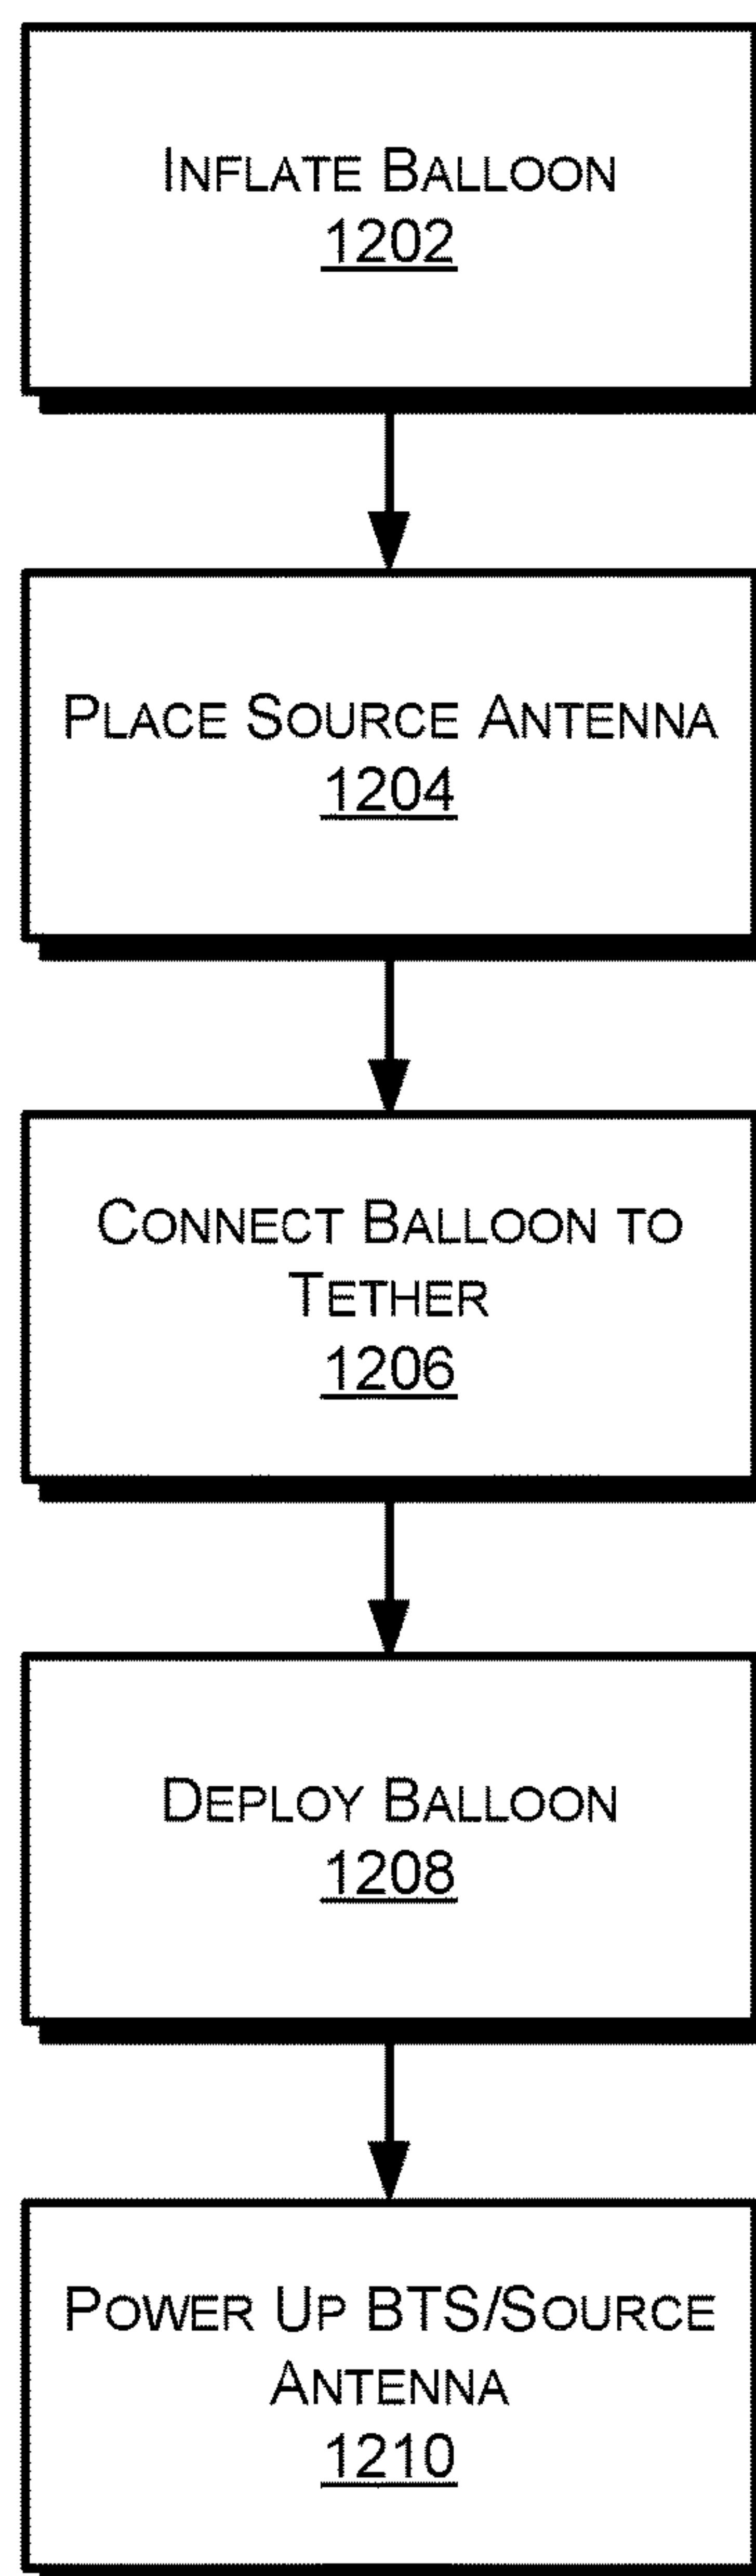 INFLATE BALLOON
1202
PLACE SOURCE ANTENNA
1204
CONNECT BALLOON TO
TETHER
1206
DEPLOY BALLOON
1208
POWER UP BTS/SOURCE
ANTENNA
1210